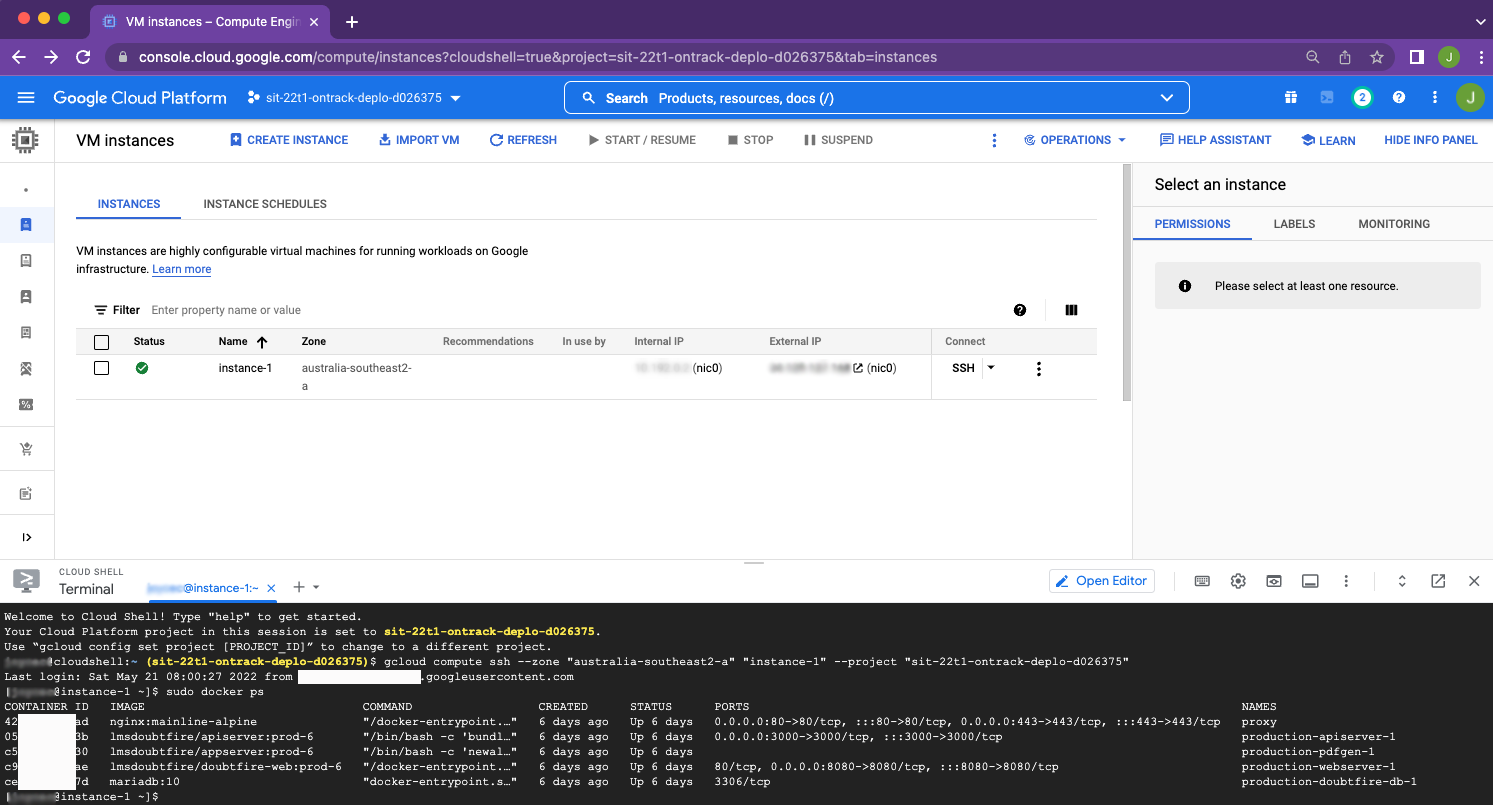 VM instances – Compute Engin
console.cloud.google.com/compute/instances?cloudshell=true&project=sit-22t1-ontrack-deplo-d026375&tab=instances
J
Google Cloud Platform
sit-22t1-ontrack-deplo-d026375
Search Products, resources, docs (/)
2
J
VM instances
CREATE INSTANCE
IMPORT VM
REFRESH
START / RESUME
STOP
SUSPEND
OPERATIONS
HELP ASSISTANT
LEARN
HIDE INFO PANEL
INSTANCES
INSTANCE SCHEDULES
VM instances are highly configurable virtual machines for running workloads on Google
infrastructure. Learn more
Filter Enter property name or value
Status Name Zone Recommendations In use by Internal IP External IP Connect
instance-1 australia-southeast2- (nic0) (nic0) SSH
a
Select an instance
PERMISSIONS
LABELS
MONITORING
Please select at least one resource.
CLOUD SHELL
Terminal
@instance-1:~
Open Editor
Welcome to Cloud Shell! Type "help" to get started.
Your Cloud Platform project in this session is set to sit-22t1-ontrack-deplo-d026375.
Use “gcloud config set project [PROJECT_ID]” to change to a different project.
@cloudshell:~ (sit-22t1-ontrack-deplo-d026375)$ gcloud compute ssh --zone "australia-southeast2-a" "instance-1" --project "sit-22t1-ontrack-deplo-d026375"
Last login: Sat May 21 08:00:27 2022 from .googleusercontent.com
[ @instance-1 ~]$ sudo docker ps
CONTAINER ID IMAGE COMMAND CREATED STATUS PORTS NAMES
42 ad nginx:mainline-alpine "/docker-entrypoint.…" 6 days ago Up 6 days 0.0.0.0:80->80/tcp, :::80->80/tcp, 0.0.0.0:443->443/tcp, :::443->443/tcp proxy
05 3b lmsdoubtfire/apiserver:prod-6 "/bin/bash -c 'bundl…" 6 days ago Up 6 days 0.0.0.0:3000->3000/tcp, :::3000->3000/tcp production-apiserver-1
c5 30 lmsdoubtfire/appserver:prod-6 "/bin/bash -c 'newal…" 6 days ago Up 6 days production-pdfgen-1
c9 ae lmsdoubtfire/doubtfire-web:prod-6 "/docker-entrypoint.…" 6 days ago Up 6 days 80/tcp, 0.0.0.0:8080->8080/tcp, :::8080->8080/tcp production-webserver-1
ce 7d mariadb:10 "docker-entrypoint.s…" 6 days ago Up 6 days 3306/tcp production-doubtfire-db-1
[ @instance-1 ~]$